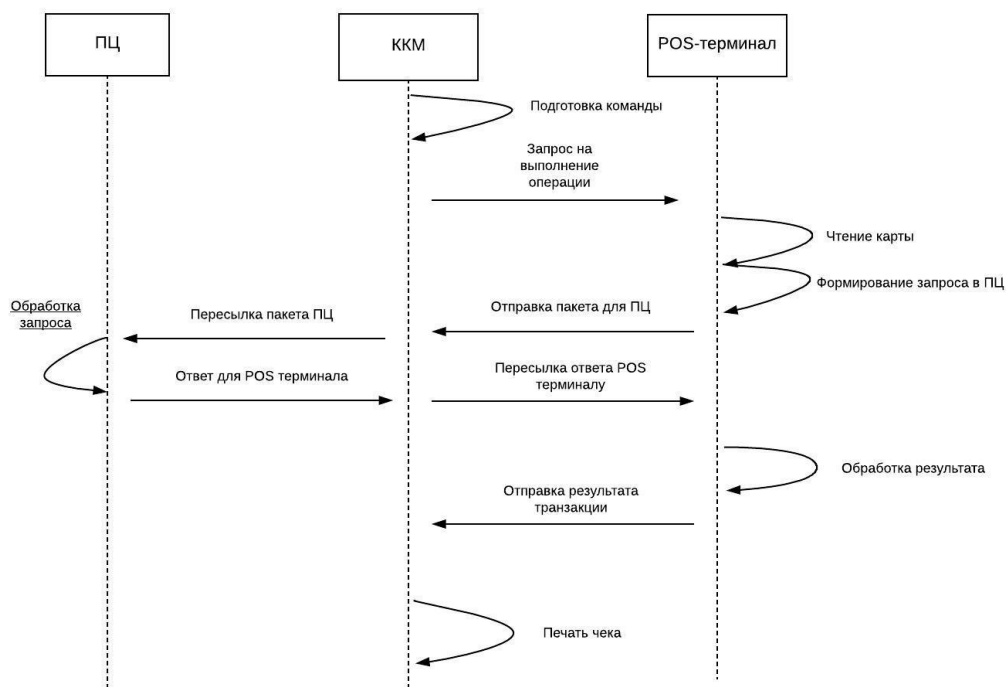 ПЦ
ККМ
POS-терминал
Подготовка команды
Запрос на
выполнение
операции
Чтение карты
Формирование запроса в ПЦ
Отправка пакета для ПЦ
Пересылка пакета ПЦ
Обработка
запроса
Ответ для POS терминала
Пересылка ответа POS
терминалу
Обработка результата
Отправка результата
транзакции
Печать чека